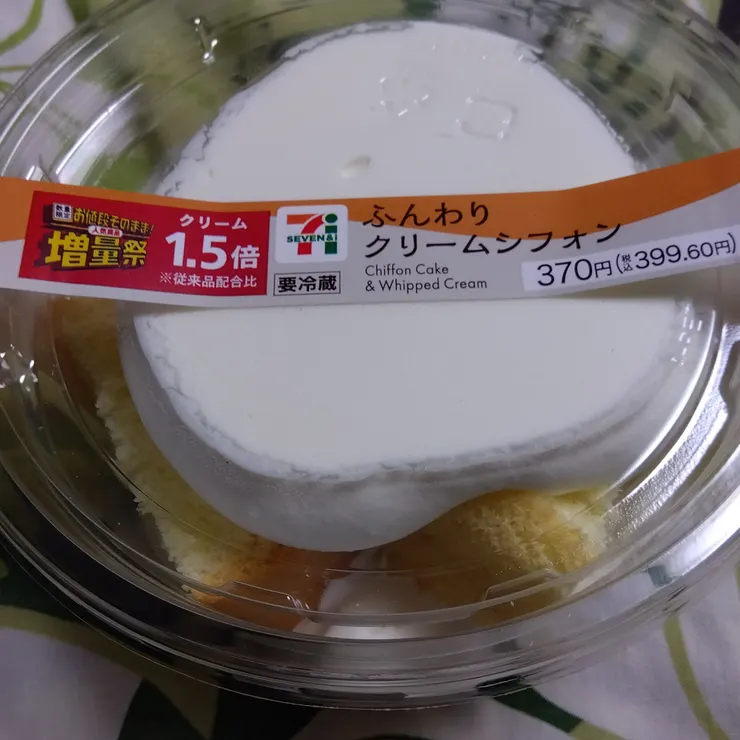 数量限定
お値段そのまま!
人気商品
増量祭
クリーム
1.5倍
※従来品配合比
SEVEN&i
要冷蔵
ふんわり
クリームシフォン
Chiffon Cake
& Whipped Cream
370円(税込399.60円)